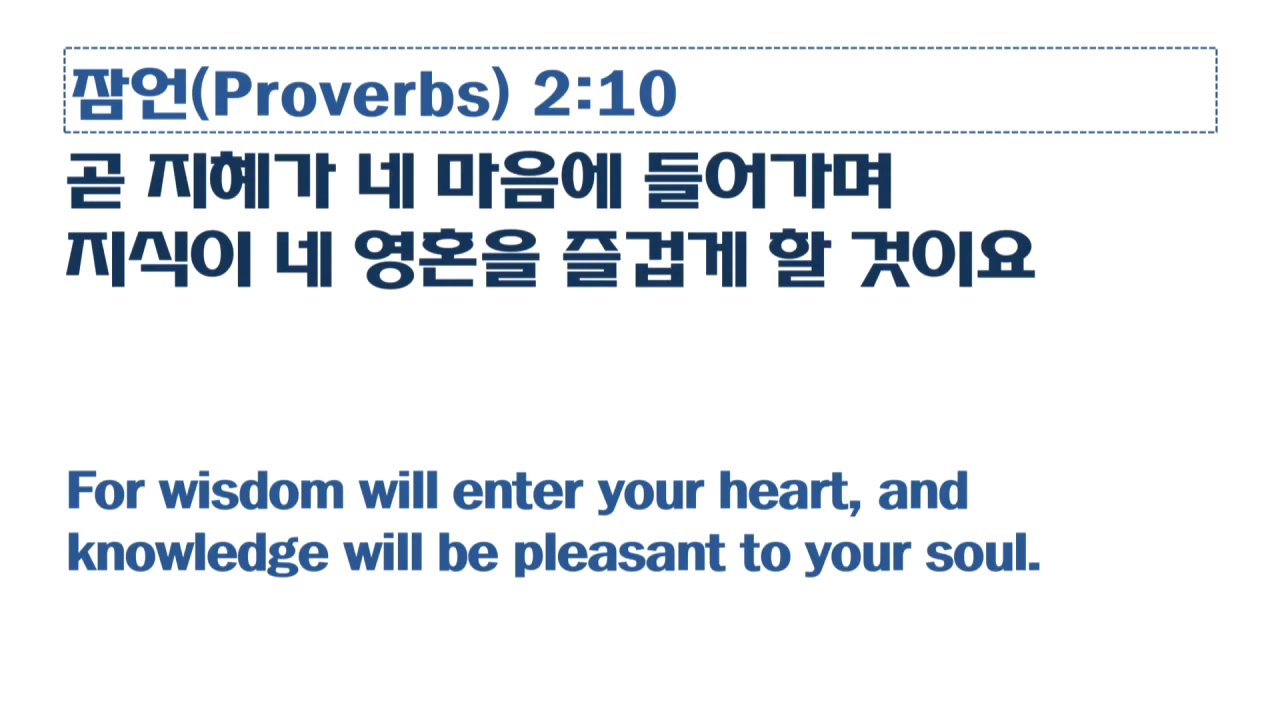 잠언(Proverbs) 2:10
곧 지혜가 네 마음에 들어가며
지식이 네 영혼을 즐겁게 할 것이요
For wisdom will enter your heart, and
knowledge will be pleasant to your soul.